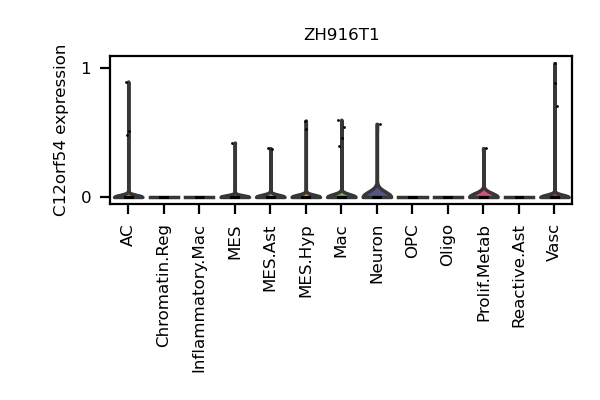 ZH916T1
C12orf54 expression
1
0
AC
Chromatin.Reg
Inflammatory.Mac
MES
MES.Ast
MES.Hyp
Mac
Neuron
OPC
Oligo
Prolif.Metab
Reactive.Ast
Vasc